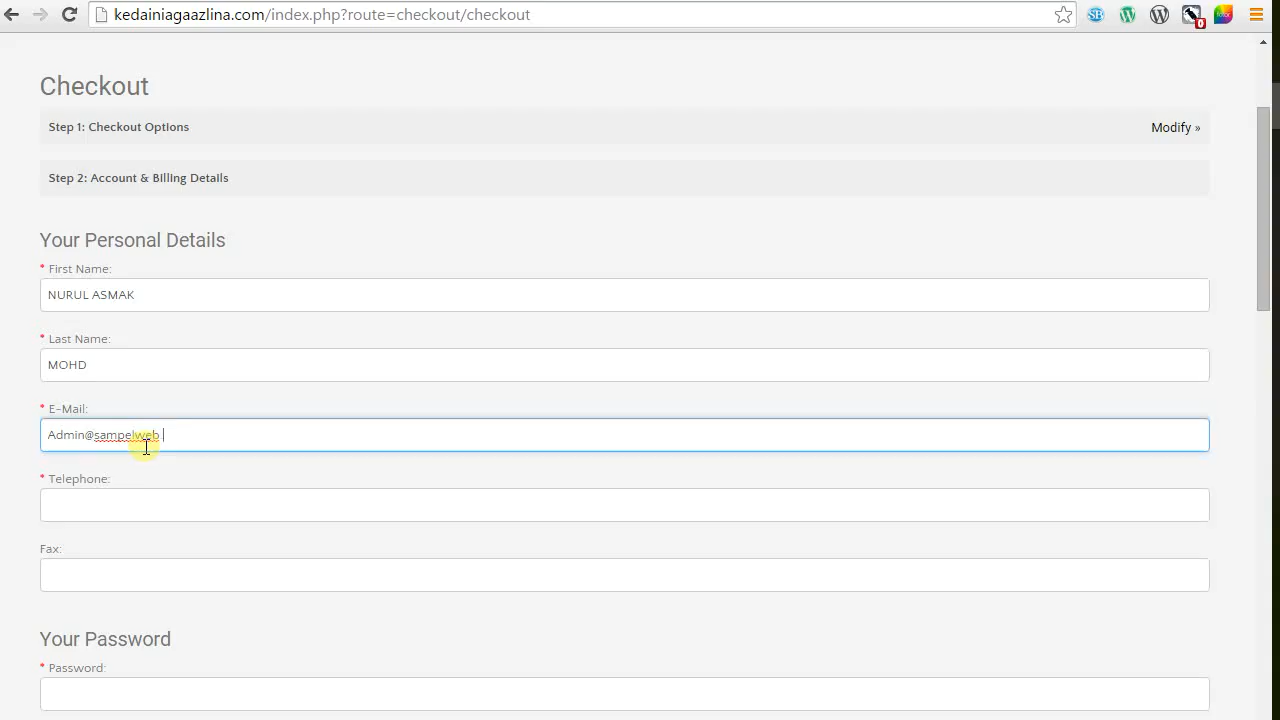 kedainiagaazlina.com/index.php?route=checkout/checkout
Checkout
Step 1: Checkout Options
Modify »
Step 2: Account & Billing Details
Your Personal Details
* First Name:
NURUL ASMAK
* Last Name:
MOHD
* E-Mail:
Admin@sampelweb
* Telephone:
Fax:
Your Password
* Password: